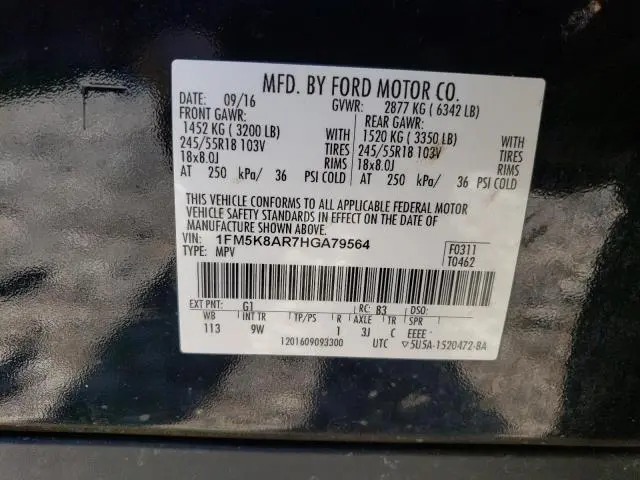 MFD. BY FORD MOTOR CO.
DATE: 09/16 GVWR: 2877 KG ( 6342 LB)
FRONT GAWR: REAR GAWR:
1452 KG ( 3200 LB) WITH 1520 KG ( 3350 LB) WITH
245/55R18 103V TIRES 245/55R18 103V TIRES
18x8.0J RIMS 18x8.0J RIMS
AT 250 kPa/ 36 PSI COLD AT 250 kPa/ 36 PSI COLD
THIS VEHICLE CONFORMS TO ALL APPLICABLE FEDERAL MOTOR
VEHICLE SAFETY STANDARDS IN EFFECT ON THE DATE OF
MANUFACTURE SHOWN ABOVE.
VIN: 1FM5K8AR7HGA79564 F0311
TYPE: MPV T0462
EXT PNT: G1 RC: B3 DSO:
WB INT TR TP/PS R AXLE TR SPR
113 9W 1 3J C EEEE
1201609093300 UTC ▽5U5A-1520472-BA